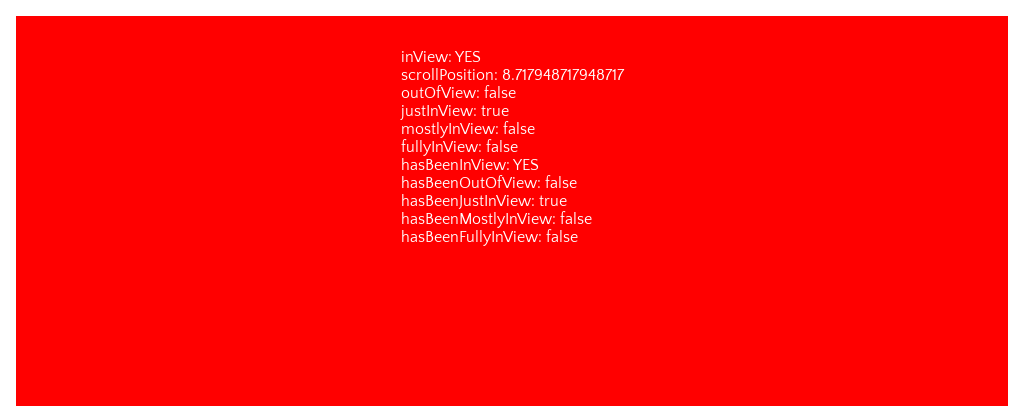 inView: YES
scrollPosition: 8.717948717948717
outOfView: false
justInView: true
mostlyInView: false
fullyInView: false
hasBeenInView: YES
hasBeenOutOfView: false
hasBeenJustInView: true
hasBeenMostlyInView: false
hasBeenFullyInView: false